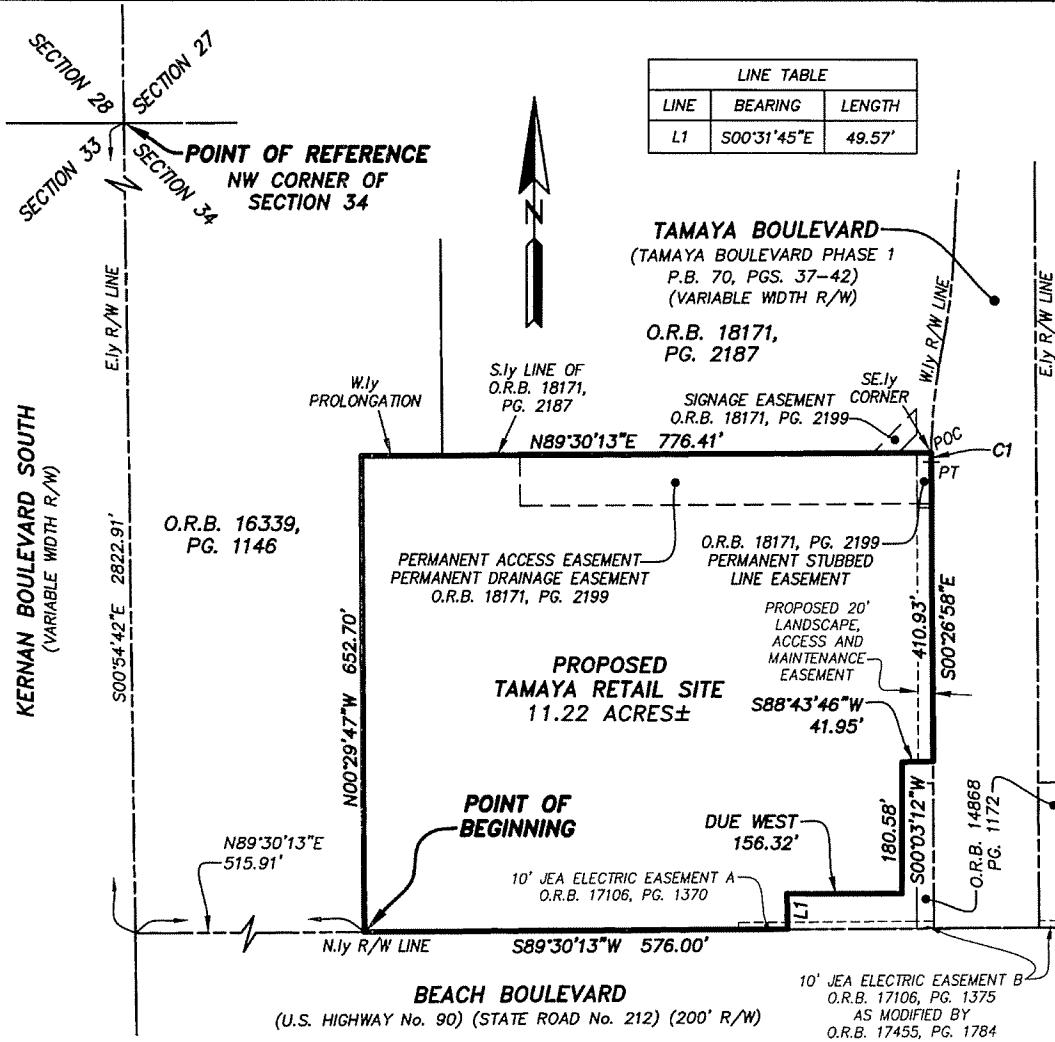 SECTION 28
SECTION 27
SECTION 33
SECTION 34
POINT OF REFERENCE
NW CORNER OF
SECTION 34
LINE TABLE
LINE BEARING LENGTH
L1 S00°31'45"E 49.57'
N
TAMAYA BOULEVARD
(TAMAYA BOULEVARD PHASE 1
P.B. 70, PGS. 37-42)
(VARIABLE WIDTH R/W)
O.R.B. 18171,
PG. 2187
E.ly R/W LINE
W.ly R/W LINE
E.ly R/W LINE
W.ly
PROLONGATION
S.ly LINE OF
O.R.B. 18171,
PG. 2187
SIGNAGE EASEMENT
O.R.B. 18171, PG. 2199
SE.ly
CORNER
N89°30'13"E 776.41'
POC
C1
PT
KERNAN BOULEVARD SOUTH
(VARIABLE WIDTH R/W)
S00°54'42"E 2822.91'
O.R.B. 16339,
PG. 1146
PERMANENT ACCESS EASEMENT
PERMANENT DRAINAGE EASEMENT
O.R.B. 18171, PG. 2199
O.R.B. 18171, PG. 2199
PERMANENT STUBBED
LINE EASEMENT
PROPOSED 20'
LANDSCAPE,
ACCESS AND
MAINTENANCE
EASEMENT
410.93'
S00°26'58"E
N00°29'47"W 652.70'
PROPOSED
TAMAYA RETAIL SITE
11.22 ACRES±
S88°43'46"W
41.95'
POINT OF
BEGINNING
DUE WEST
156.32'
180.58'
S00°03'12"W
O.R.B. 14868
PG. 1172
N89°30'13"E
515.91'
10' JEA ELECTRIC EASEMENT A
O.R.B. 17106, PG. 1370
L1
N.ly R/W LINE
S89°30'13"W 576.00'
BEACH BOULEVARD
(U.S. HIGHWAY No. 90) (STATE ROAD No. 212) (200' R/W)
10' JEA ELECTRIC EASEMENT B
O.R.B. 17106, PG. 1375
AS MODIFIED BY
O.R.B. 17455, PG. 1784